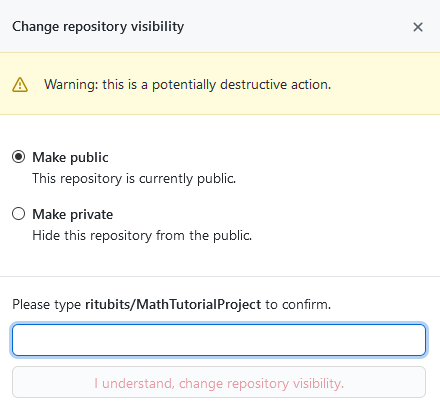 Change repository visibility
Warning: this is a potentially destructive action.
Make public
This repository is currently public.
Make private
Hide this repository from the public.
Please type ritubits/MathTutorialProject to confirm.
I understand, change repository visibility.